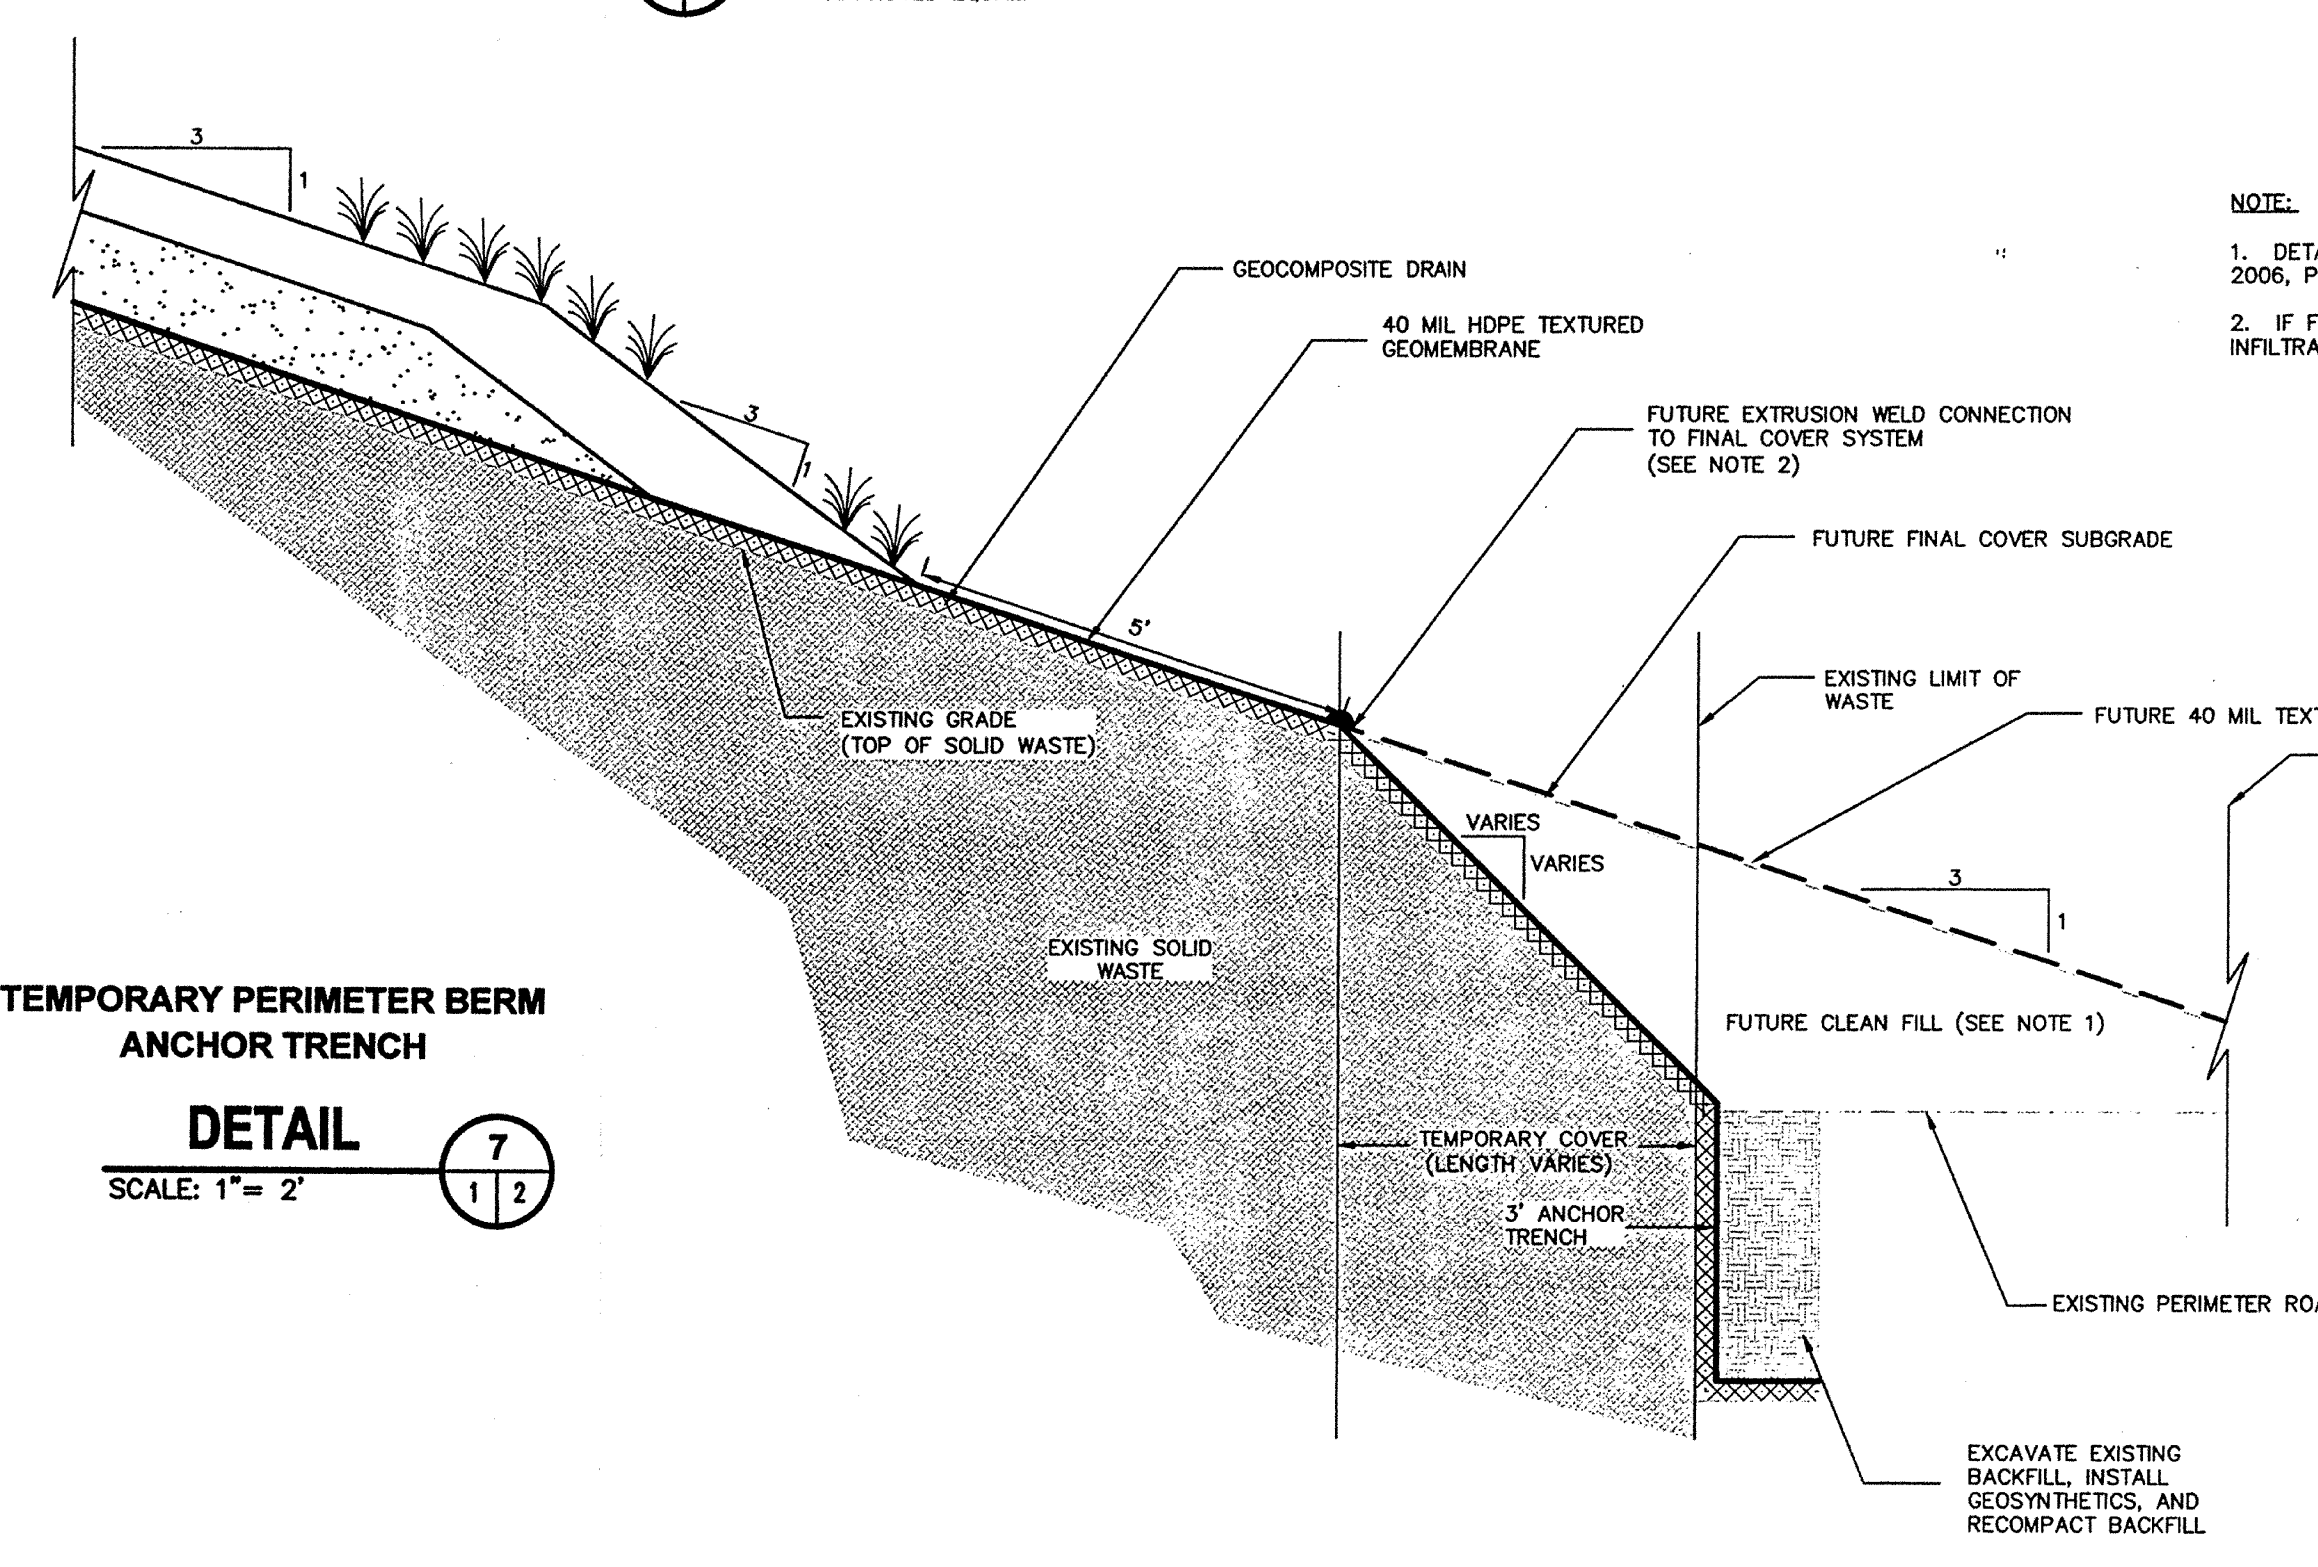 3
1
NOTE:
1. DETA
2006, P
2. IF F
INFILTRA
GEOCOMPOSITE DRAIN
40 MIL HDPE TEXTURED
GEOMEMBRANE
3
1
FUTURE EXTRUSION WELD CONNECTION
TO FINAL COVER SYSTEM
(SEE NOTE 2)
FUTURE FINAL COVER SUBGRADE
5'
EXISTING LIMIT OF
WASTE
FUTURE 40 MIL TEXT
EXISTING GRADE
(TOP OF SOLID WASTE)
VARIES
VARIES
3
1
EXISTING SOLID
WASTE
FUTURE CLEAN FILL (SEE NOTE 1)
TEMPORARY PERIMETER BERM
ANCHOR TRENCH
DETAIL
SCALE: 1"= 2'
7
1 2
TEMPORARY COVER
(LENGTH VARIES)
3' ANCHOR
TRENCH
EXISTING PERIMETER ROA
EXCAVATE EXISTING
BACKFILL, INSTALL
GEOSYNTHETICS, AND
RECOMPACT BACKFILL